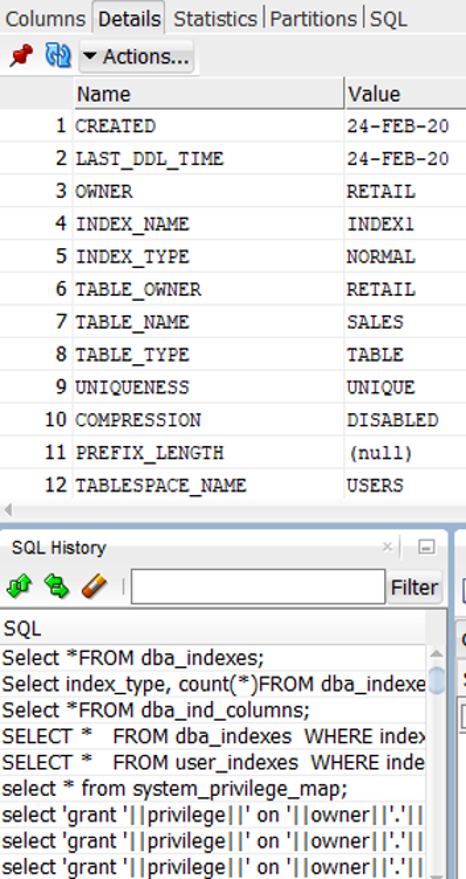 Columns Details Statistics Partitions SQL
Actions...
Name Value
1 CREATED 24-FEB-20
2 LAST_DDL_TIME 24-FEB-20
3 OWNER RETAIL
4 INDEX_NAME INDEX1
5 INDEX_TYPE NORMAL
6 TABLE_OWNER RETAIL
7 TABLE_NAME SALES
8 TABLE_TYPE TABLE
9 UNIQUENESS UNIQUE
10 COMPRESSION DISABLED
11 PREFIX_LENGTH (null)
12 TABLESPACE_NAME USERS
SQL History
Filter
SQL
Select *FROM dba_indexes;
Select index_type, count(*)FROM dba_indexe
Select *FROM dba_ind_columns;
SELECT * FROM dba_indexes WHERE index
SELECT * FROM user_indexes WHERE inde
select * from system_privilege_map;
select 'grant '||privilege||' on '||owner||'.'||
select 'grant '||privilege||' on '||owner||'.'||
select 'grant '||privilege||' on '||owner||'.'||